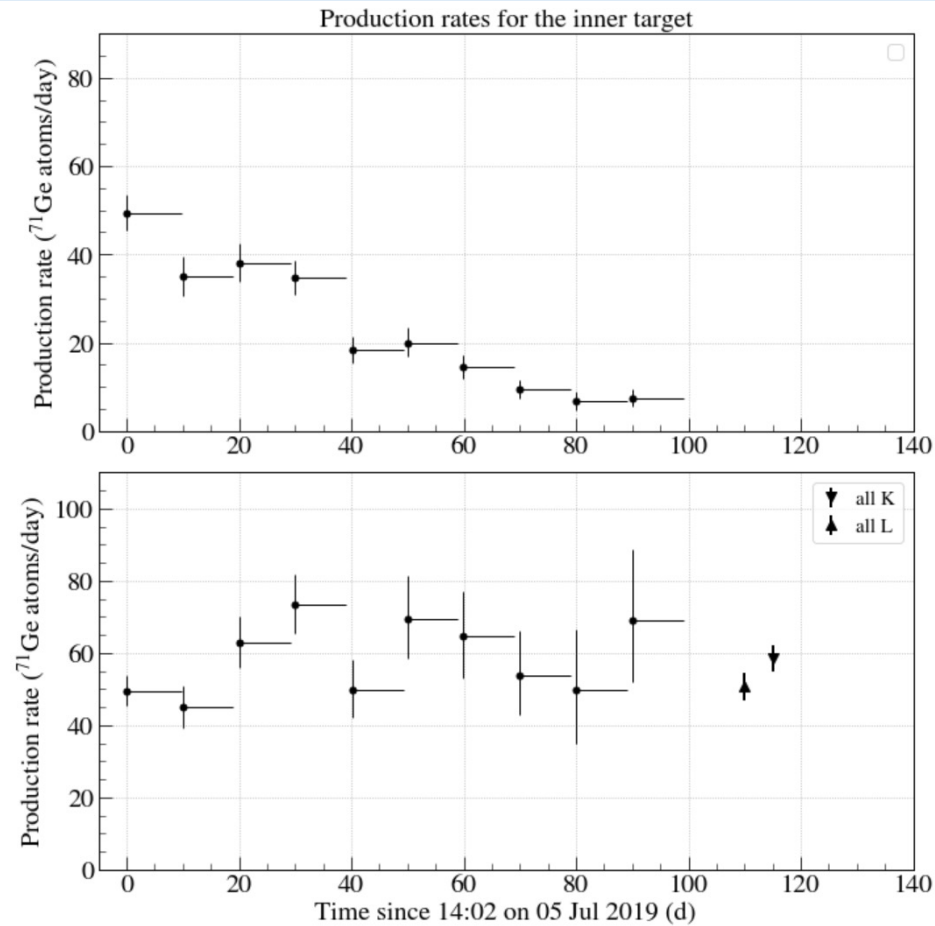 Production rates for the inner target
Production rate (⁷¹Ge atoms/day)
80
60
40
20
0
0 20 40 60 80 100 120 140
Production rate (⁷¹Ge atoms/day)
100
80
60
40
20
0
all K
all L
0 20 40 60 80 100 120 140
Time since 14:02 on 05 Jul 2019 (d)